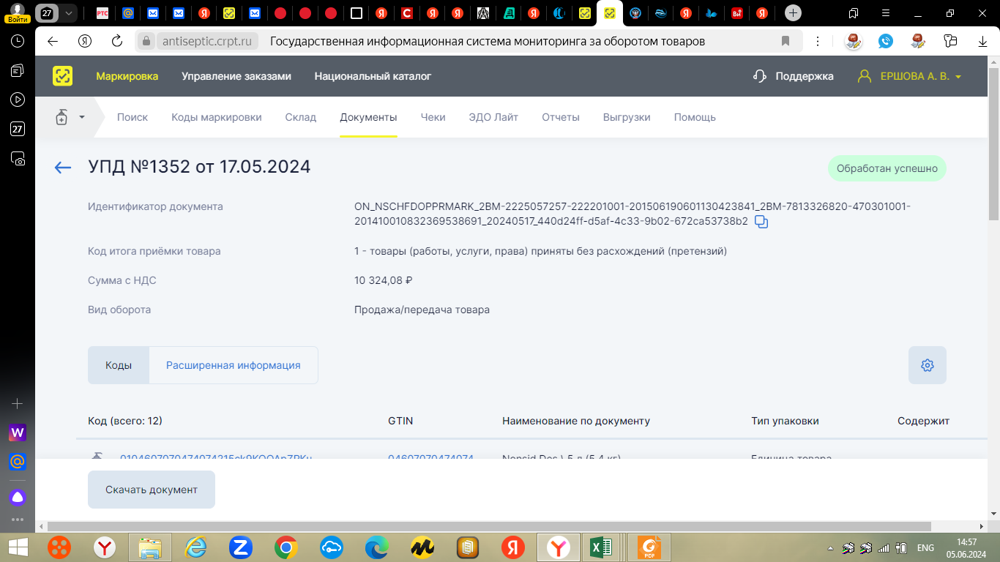 Войти
27
РТС
antiseptic.crpt.ru
Государственная информационная система мониторинга за оборотом товаров
Маркировка
Управление заказами
Национальный каталог
Поддержка
ЕРШОВА А. В.
Поиск
Коды маркировки
Склад
Документы
Чеки
ЭДО Лайт
Отчеты
Выгрузки
Помощь
27
УПД №1352 от 17.05.2024
Обработан успешно
Идентификатор документа
ON_NSCHFDOPPRMARK_2BM-2225057257-222201001-201506190601130423841_2BM-7813326820-470301001-
201410010832369538691_20240517_440d24ff-d5af-4c33-9b02-672ca53738b2
Код итога приёмки товара
1 - товары (работы, услуги, права) приняты без расхождений (претензий)
Сумма с НДС
10 324,08 ₽
Вид оборота
Продажа/передача товара
Коды
Расширенная информация
Код (всего: 12)
GTIN
Наименование по документу
Тип упаковки
Содержит
04607070474074
Единица товара
Скачать документ
ENG
14:57
05.06.2024